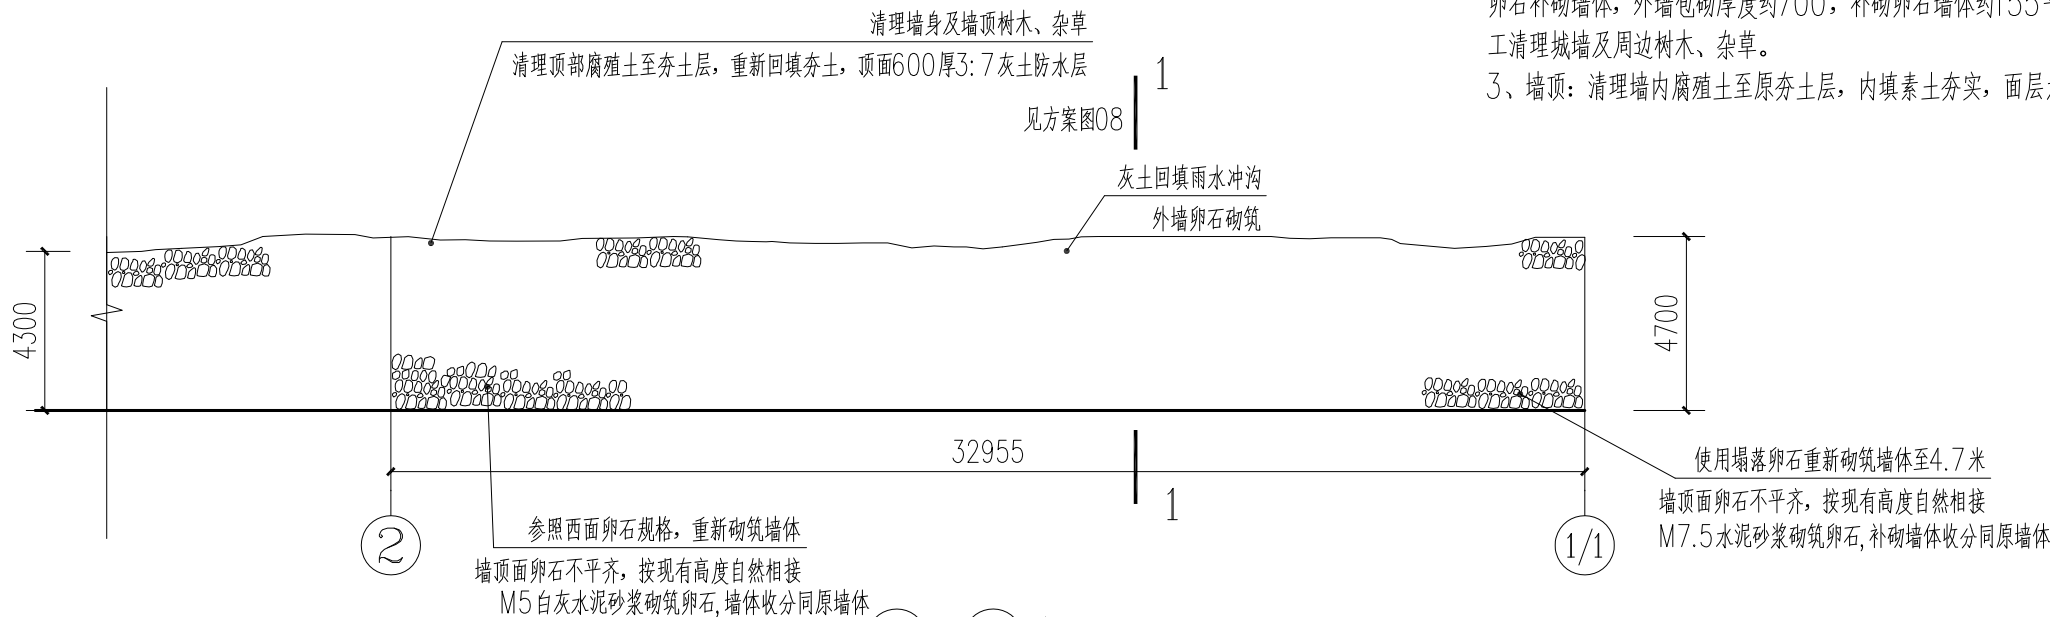 清理墙身及墙顶树木、杂草
清理顶部腐殖土至夯土层，重新回填夯土，顶面600厚3:7灰土防水层
卵石补砌墙体，外墙包砌厚度约700，补砌卵石墙体约155
工清理城墙及周边树木、杂草。
3、墙顶：清理墙内腐殖土至原夯土层，内填素土夯实，面层
1
见方案图08
灰土回填雨水冲沟
外墙卵石砌筑
4300
4700
32955
1
使用塌落卵石重新砌筑墙体至4.7米
墙顶面卵石不平齐，按现有高度自然相接
M7.5水泥砂浆砌筑卵石,补砌墙体收分同原墙体
2
1/1
参照西面卵石规格，重新砌筑墙体
墙顶面卵石不平齐，按现有高度自然相接
M5白灰水泥砂浆砌筑卵石,墙体收分同原墙体